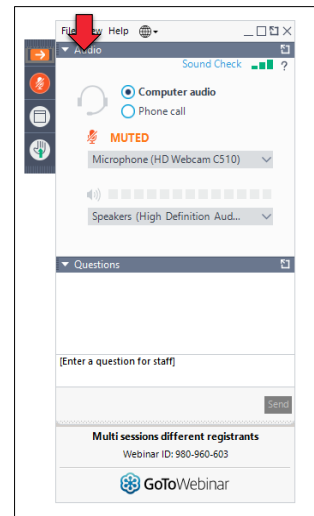 File View Help
Audio
Sound Check ?
Computer audio
Phone call
MUTED
Microphone (HD Webcam C510)
Speakers (High Definition Aud...
Questions
[Enter a question for staff]
Send
Multi sessions different registrants
Webinar ID: 980-960-603
GoToWebinar